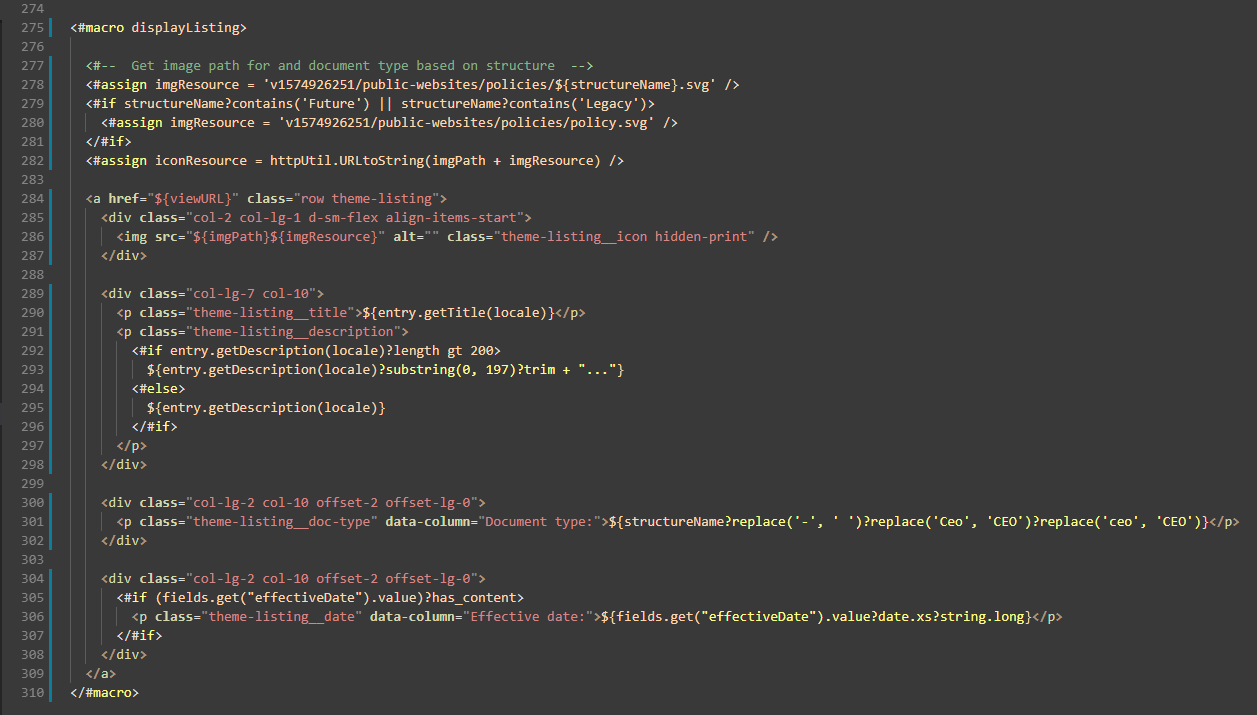 274
275 <#macro displayListing>
276
277 <#--  Get image path for and document type based on structure  -->
278 <#assign imgResource = 'v1574926251/public-websites/policies/${structureName}.svg' />
279 <#if structureName?contains('Future') || structureName?contains('Legacy')>
280 <#assign imgResource = 'v1574926251/public-websites/policies/policy.svg' />
281 </#if>
282 <#assign iconResource = httpUtil.URLtoString(imgPath + imgResource) />
283
284 <a href="${viewURL}" class="row theme-listing">
285 <div class="col-2 col-lg-1 d-sm-flex align-items-start">
286 <img src="${imgPath}${imgResource}" alt="" class="theme-listing__icon hidden-print" />
287 </div>
288
289 <div class="col-lg-7 col-10">
290 <p class="theme-listing__title">${entry.getTitle(locale)}</p>
291 <p class="theme-listing__description">
292 <#if entry.getDescription(locale)?length gt 200>
293 ${entry.getDescription(locale)?substring(0, 197)?trim + "..."}
294 <#else>
295 ${entry.getDescription(locale)}
296 </#if>
297 </p>
298 </div>
299
300 <div class="col-lg-2 col-10 offset-2 offset-lg-0">
301 <p class="theme-listing__doc-type" data-column="Document type:">${structureName?replace('-', ' ')?replace('Ceo', 'CEO')?replace('ceo', 'CEO')}</p>
302 </div>
303
304 <div class="col-lg-2 col-10 offset-2 offset-lg-0">
305 <#if (fields.get("effectiveDate").value)?has_content>
306 <p class="theme-listing__date" data-column="Effective date:">${fields.get("effectiveDate").value?date.xs?string.long}</p>
307 </#if>
308 </div>
309 </a>
310 </#macro>